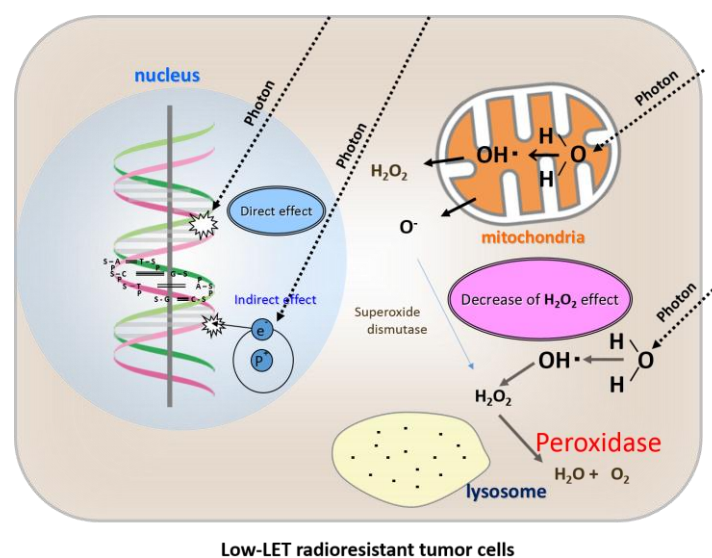 nucleus
Photon
Photon
Photon
H
OH· O
H
H₂O₂
O⁻
mitochondria
Direct effect
S-A T-S
P P
S-C G-S
P P
S-T A-S
P P
S-G C-S
Indirect effect
e⁻
P⁺
Decrease of H₂O₂ effect
Superoxide
dismutase
Photon
H
OH· O
H
H₂O₂
Peroxidase
H₂O + O₂
lysosome
Low-LET radioresistant tumor cells